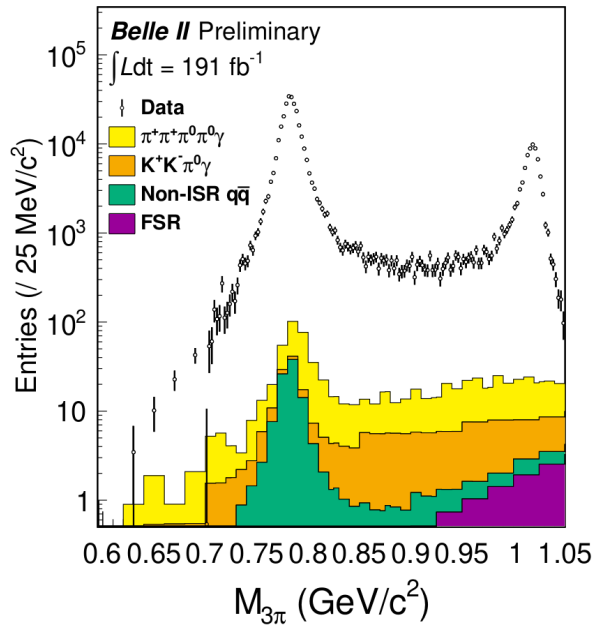 Belle II Preliminary
∫Ldt = 191 fb⁻¹
Data
π⁺π⁺π⁰π⁰γ
K⁺K⁻π⁰γ
Non-ISR qq̅
FSR
Entries (/ 25 MeV/c²)
10⁵
10⁴
10³
10²
10
1
0.6 0.65 0.7 0.75 0.8 0.85 0.9 0.95 1 1.05
M₃π (GeV/c²)